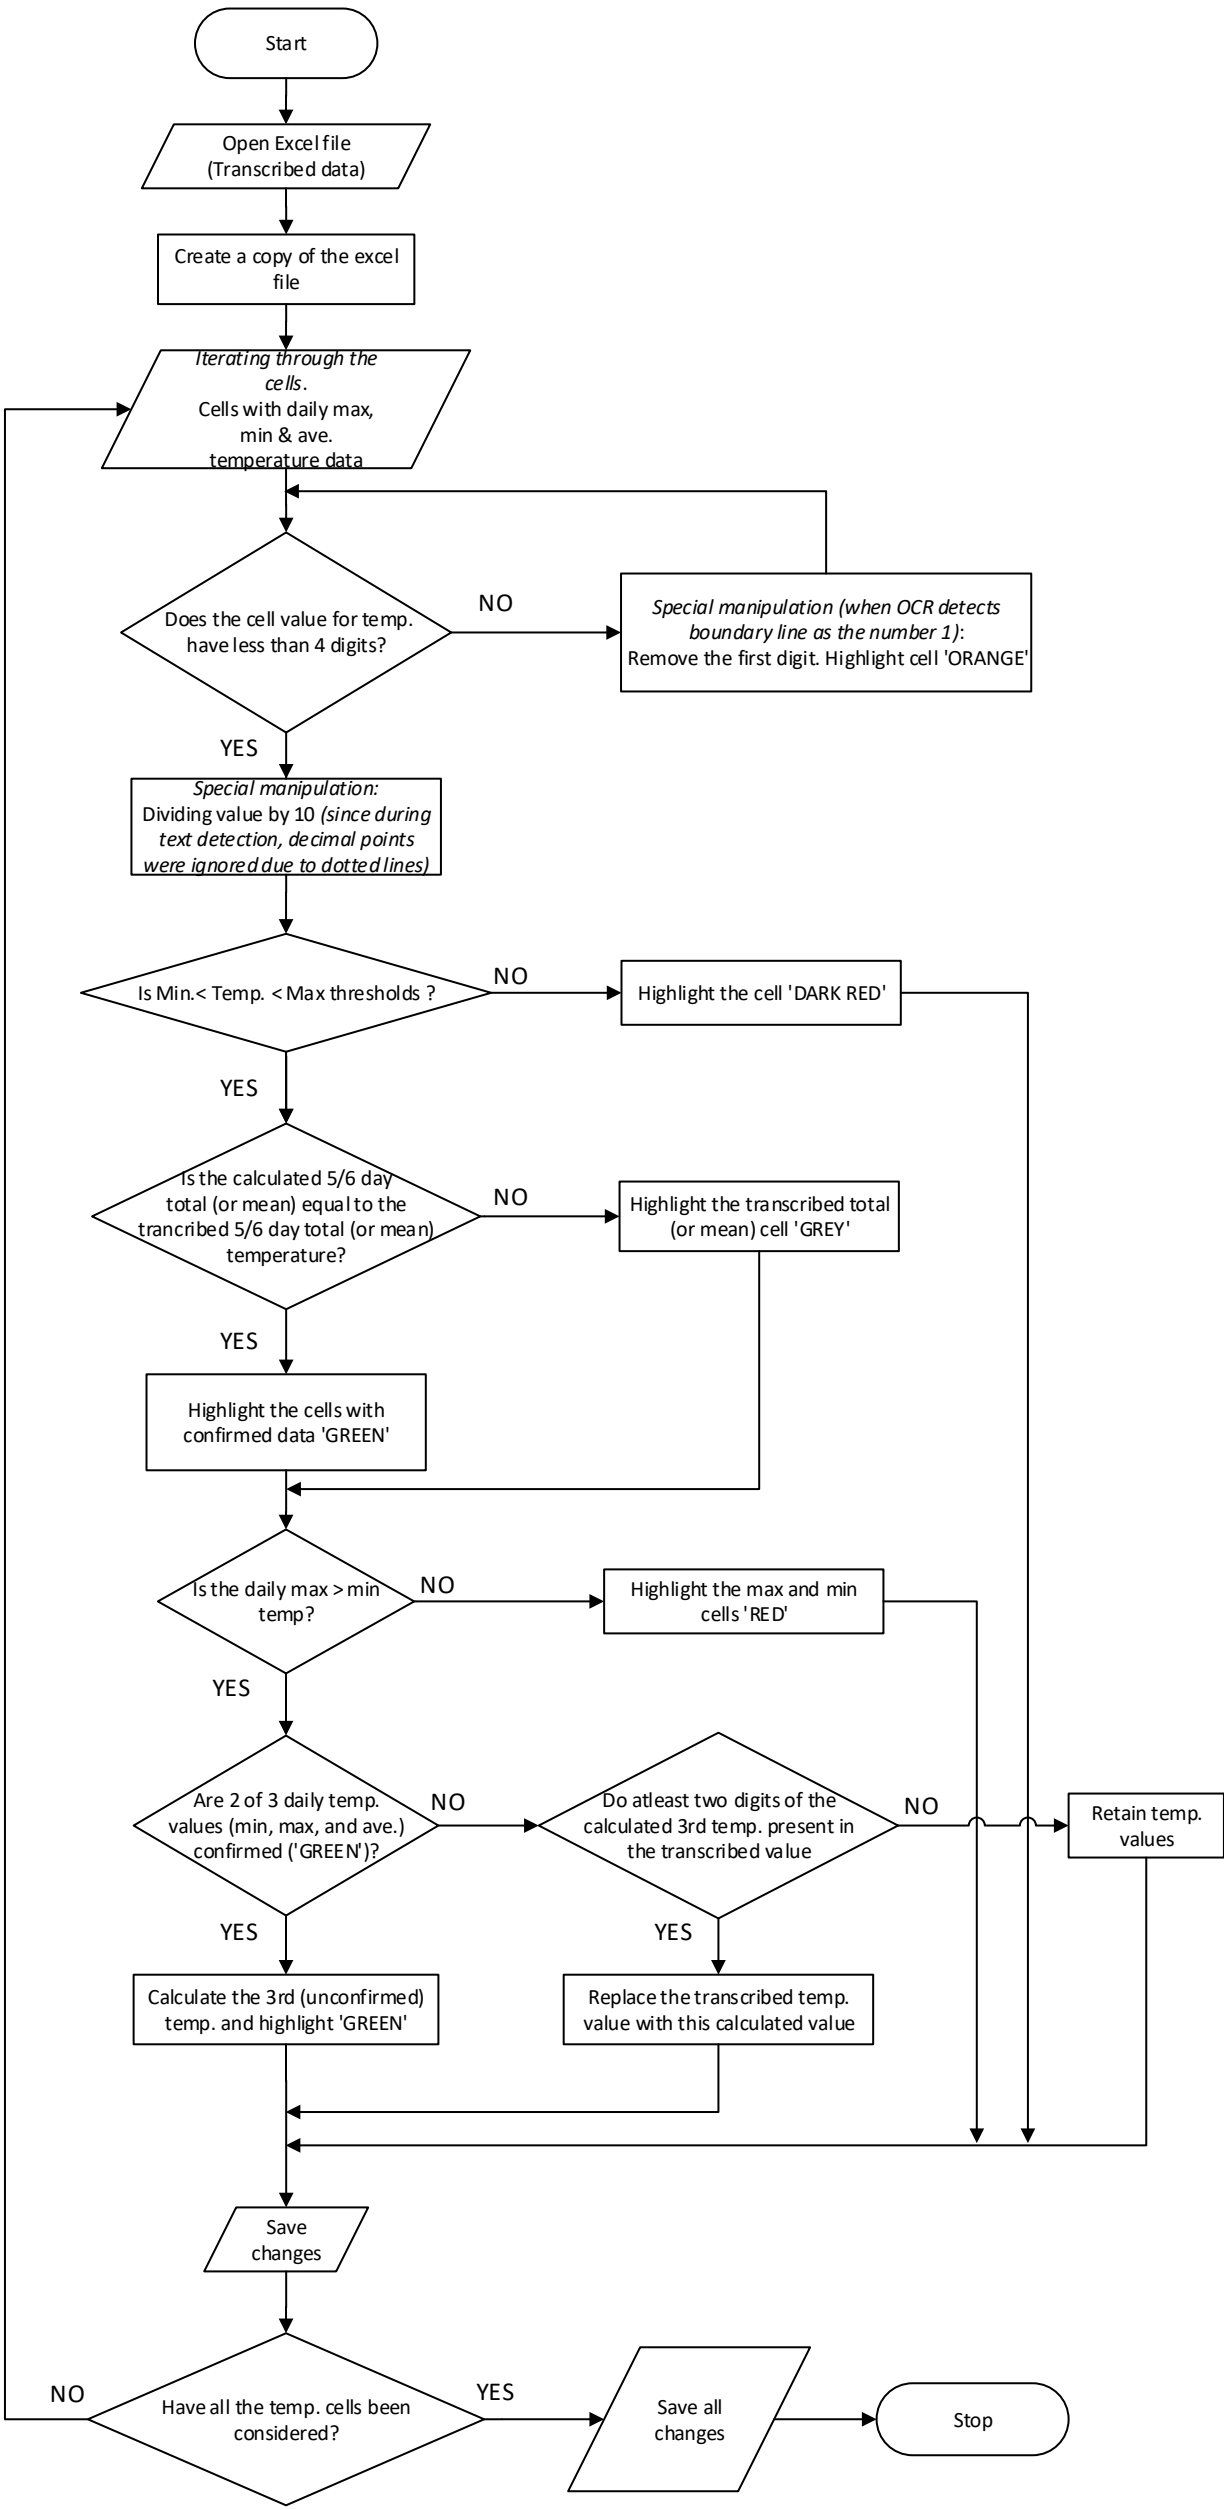 Start
Open Excel file
(Transcribed data)
Create a copy of the excel
file
Iterating through the
cells.
Cells with daily max,
min & ave.
temperature data
Does the cell value for temp.
have less than 4 digits?
NO
Special manipulation (when OCR detects
boundary line as the number 1):
Remove the first digit. Highlight cell 'ORANGE'
YES
Special manipulation:
Dividing value by 10 (since during
text detection, decimal points
were ignored due to dotted lines)
Is Min.< Temp. < Max thresholds ?
NO
Highlight the cell 'DARK RED'
YES
Is the calculated 5/6 day
total (or mean) equal to the
trancribed 5/6 day total (or mean)
temperature?
NO
Highlight the transcribed total
(or mean) cell 'GREY'
YES
Highlight the cells with
confirmed data 'GREEN'
Is the daily max > min
temp?
NO
Highlight the max and min
cells 'RED'
YES
Are 2 of 3 daily temp.
values (min, max, and ave.)
confirmed ('GREEN')?
NO
Do atleast two digits of the
calculated 3rd temp. present in
the transcribed value
NO
Retain temp.
values
YES
YES
Calculate the 3rd (unconfirmed)
temp. and highlight 'GREEN'
Replace the transcribed temp.
value with this calculated value
Save
changes
Have all the temp. cells been
considered?
NO
YES
Save all
changes
Stop